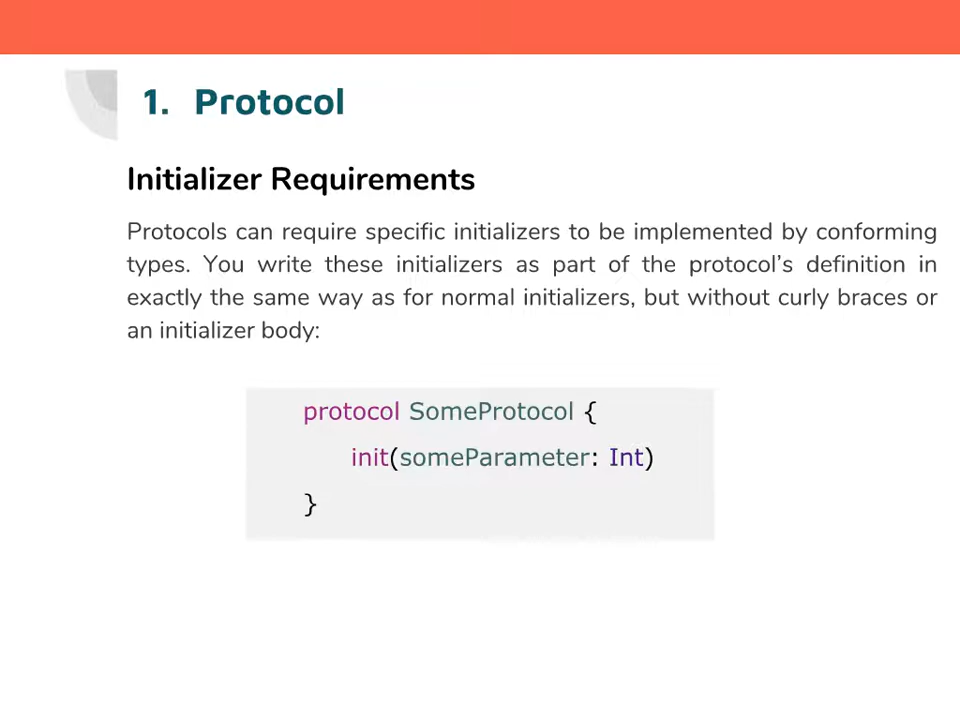 1. Protocol
Initializer Requirements
Protocols can require specific initializers to be implemented by conforming
types. You write these initializers as part of the protocol's definition in
exactly the same way as for normal initializers, but without curly braces or
an initializer body:
protocol SomeProtocol {
init(someParameter: Int)
}